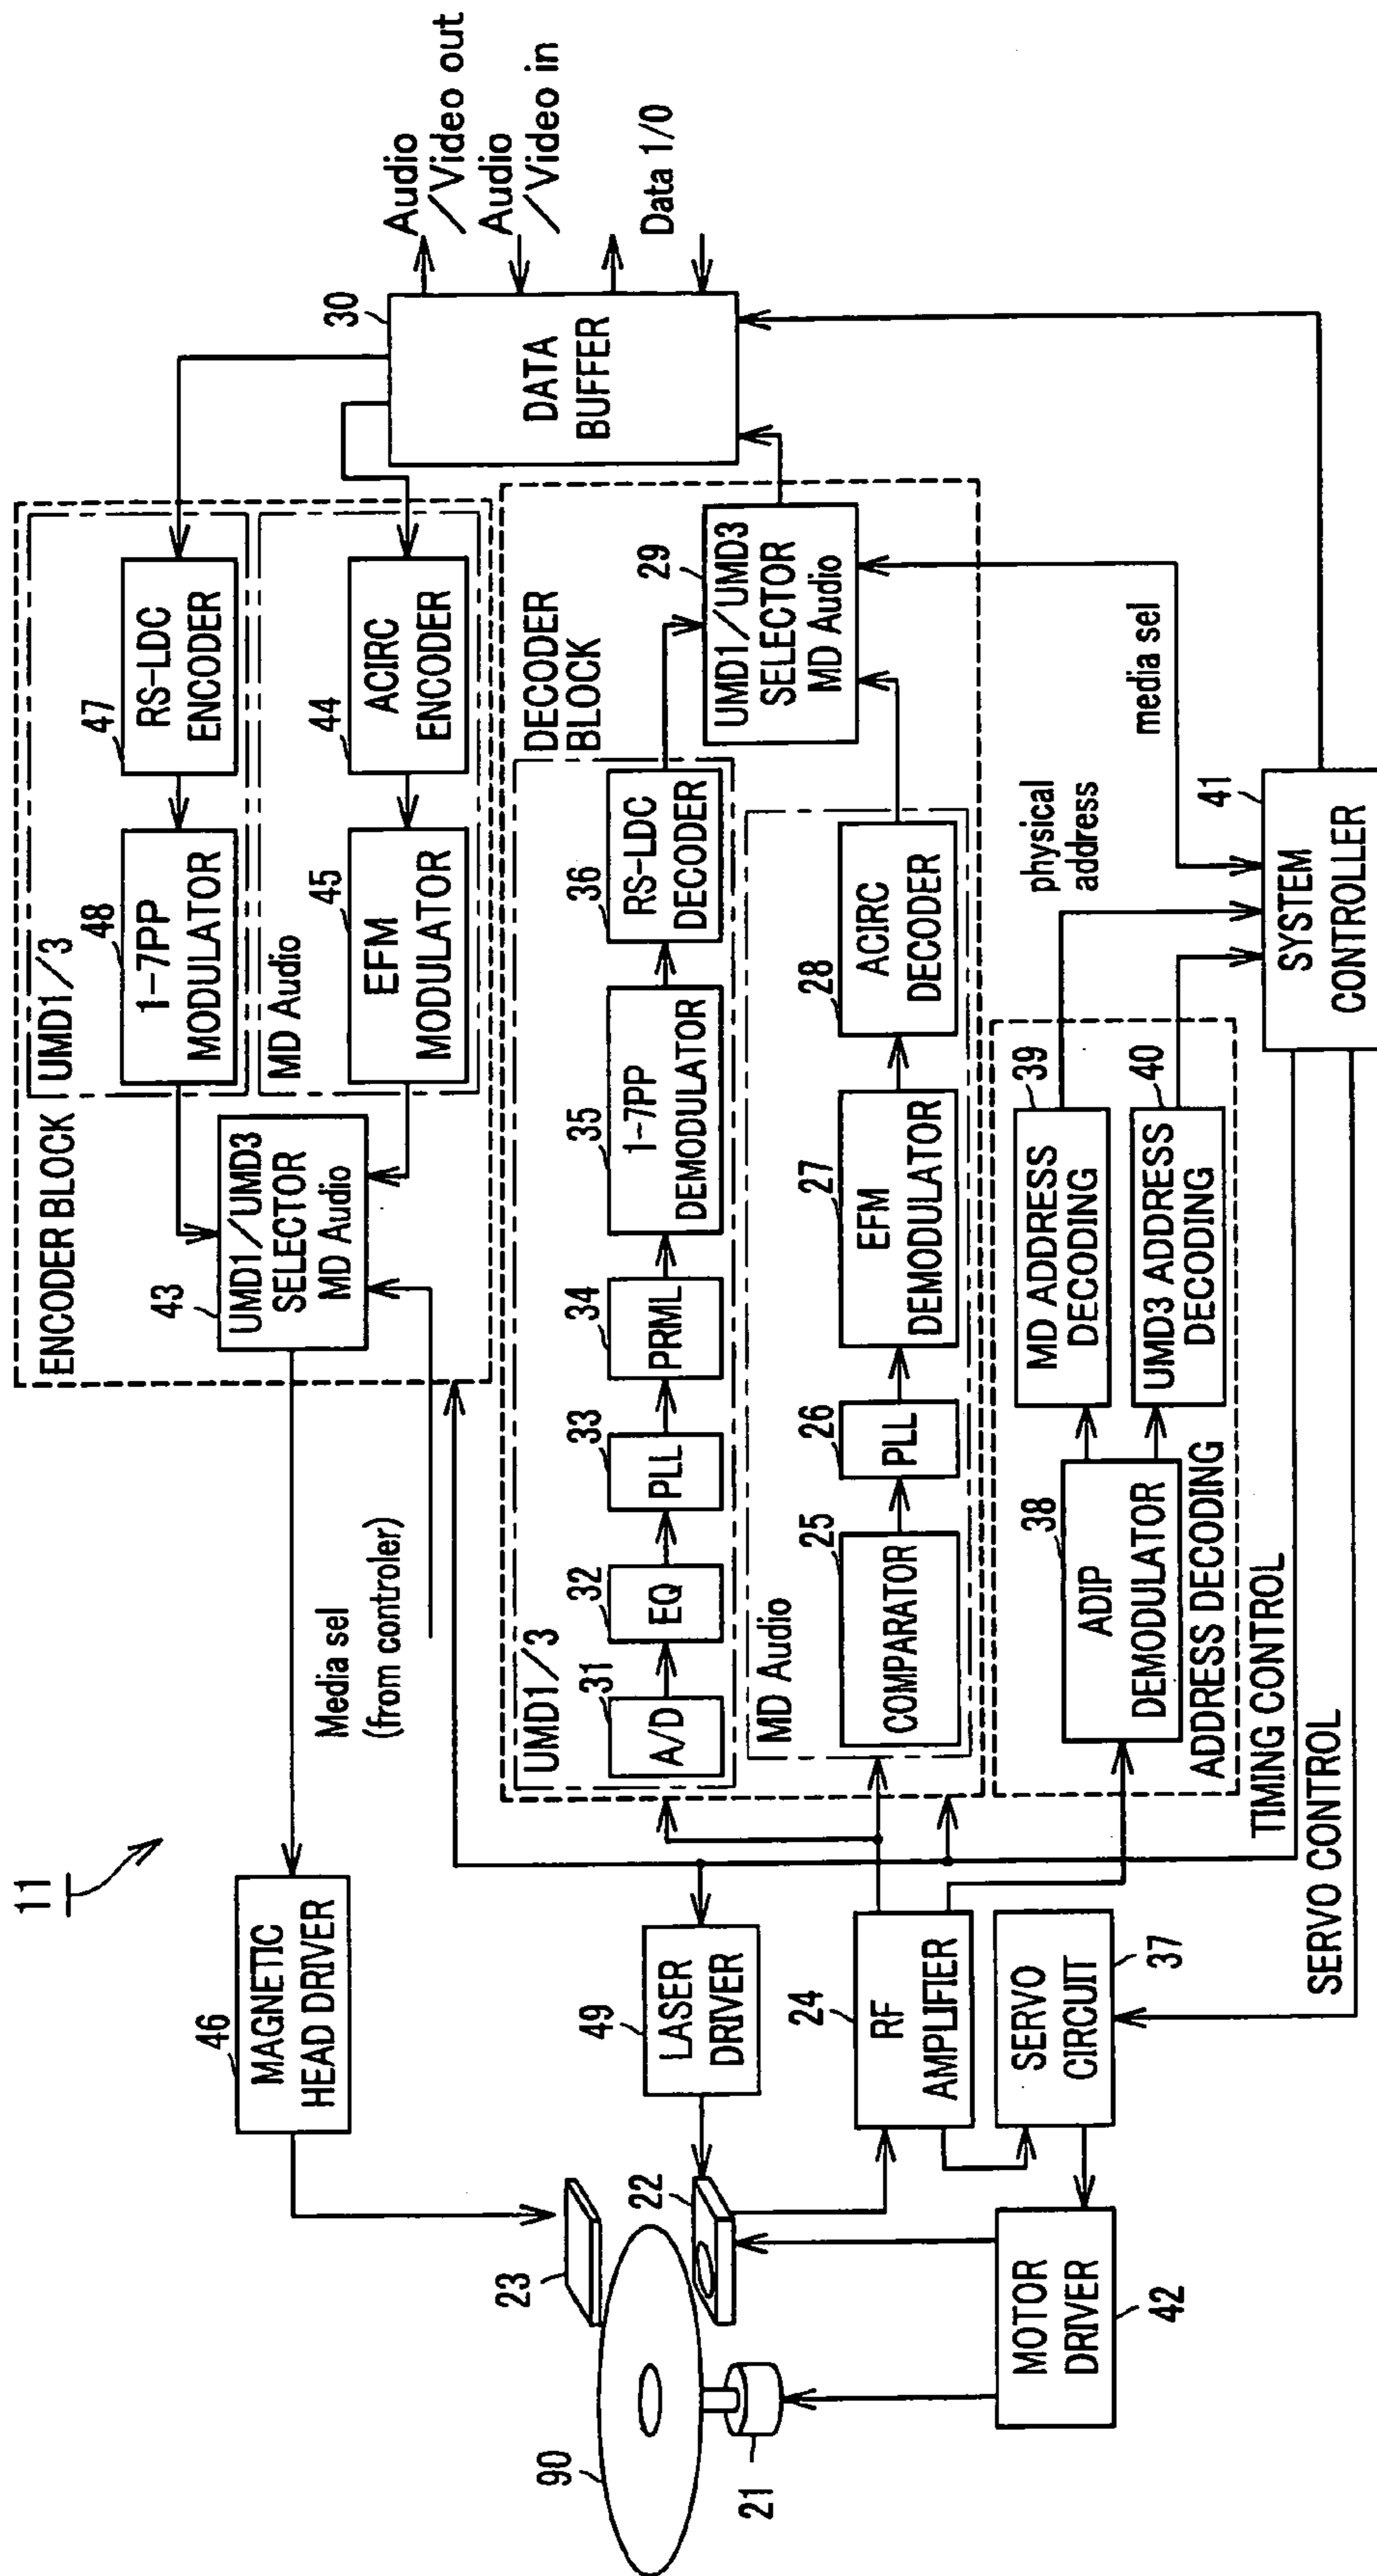 11
ENCODER BLOCK
UMD1/3
47
RS-LDC
ENCODER
48
1-7PP
MODULATOR
MD Audio
44
ACIRC
ENCODER
45
EFM
MODULATOR
43
UMD1/UMD3
SELECTOR
MD Audio
46
MAGNETIC
HEAD DRIVER
Media sel
(from controler)
30
DATA
BUFFER
Audio
/Video out
Audio
/Video in
Data 1/0
DECODER
BLOCK
UMD1/3
31
A/D
32
EQ
33
PLL
34
PRML
35
1-7PP
DEMODULATOR
36
RS-LDC
DECODER
29
UMD1/UMD3
SELECTOR
MD Audio
MD Audio
25
COMPARATOR
26
PLL
27
EFM
DEMODULATOR
28
ACIRC
DECODER
23
90
22
21
49
LASER
DRIVER
24
RF
AMPLIFIER
SERVO
CIRCUIT
37
MOTOR
DRIVER
42
38
ADIP
DEMODULATOR
39
MD ADDRESS
DECODING
40
UMD3 ADDRESS
DECODING
ADDRESS DECODING
physical
address
media sel
41
SYSTEM
CONTROLLER
TIMING CONTROL
SERVO CONTROL